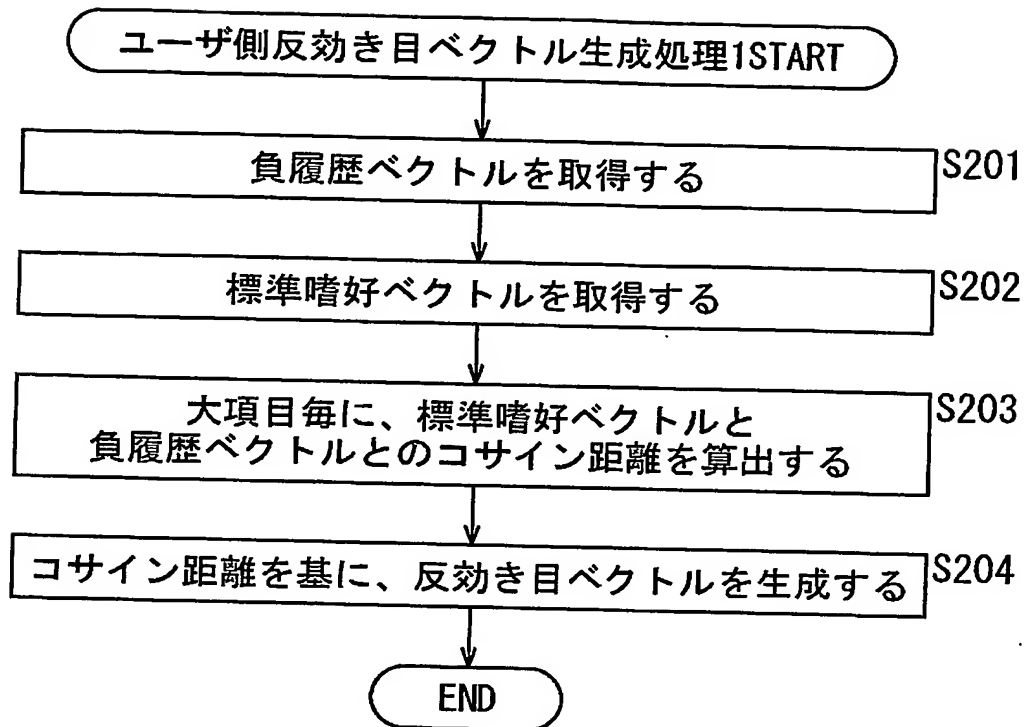 ユーザ側反効き目ベクトル生成処理1START
負履歴ベクトルを取得する
S201
標準嗜好ベクトルを取得する
S202
大項目毎に、標準嗜好ベクトルと
負履歴ベクトルとのコサイン距離を算出する
S203
コサイン距離を基に、反効き目ベクトルを生成する
S204
END